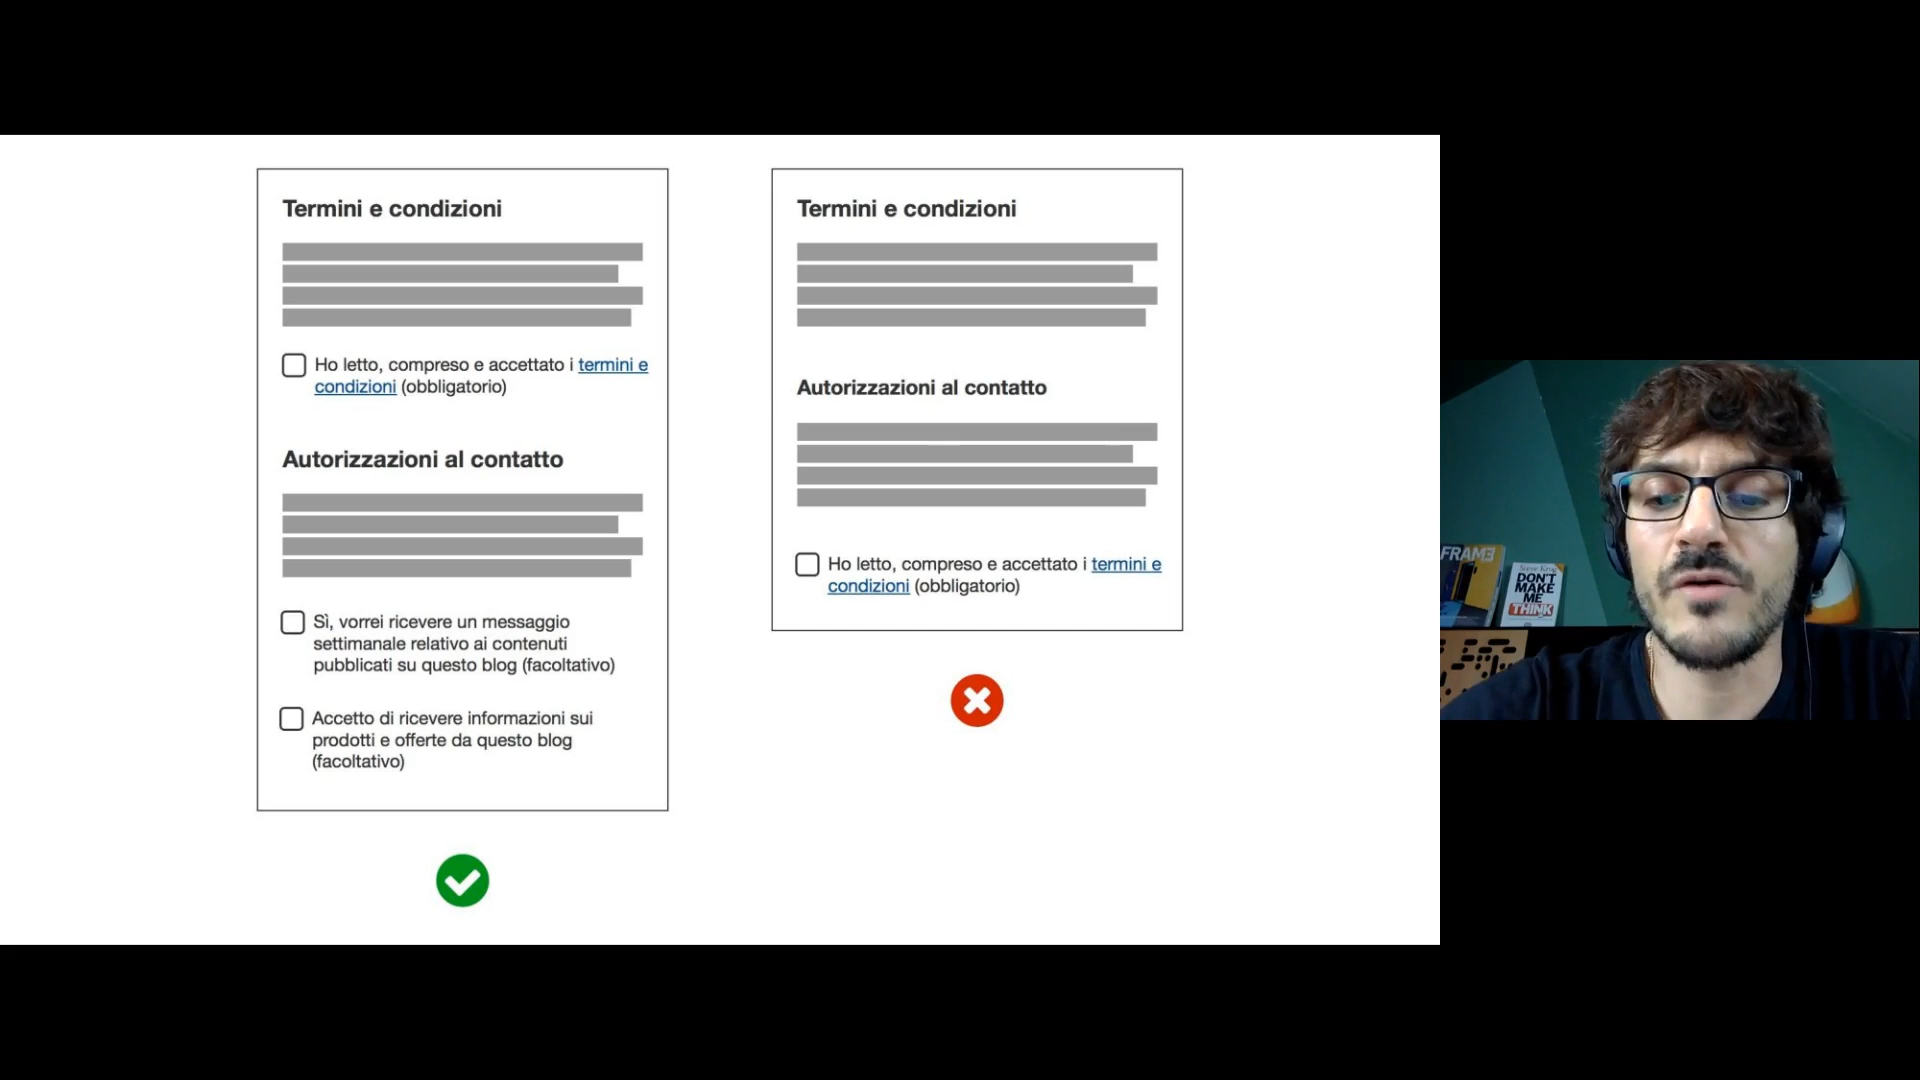 Termini e condizioni
Ho letto, compreso e accettato i termini e
condizioni (obbligatorio)
Autorizzazioni al contatto
Sì, vorrei ricevere un messaggio
settimanale relativo ai contenuti
pubblicati su questo blog (facoltativo)
Accetto di ricevere informazioni sui
prodotti e offerte da questo blog
(facoltativo)
Termini e condizioni
Autorizzazioni al contatto
Ho letto, compreso e accettato i termini e
condizioni (obbligatorio)
FRAME
Steve Krug
DON'T
MAKE
ME
THINK